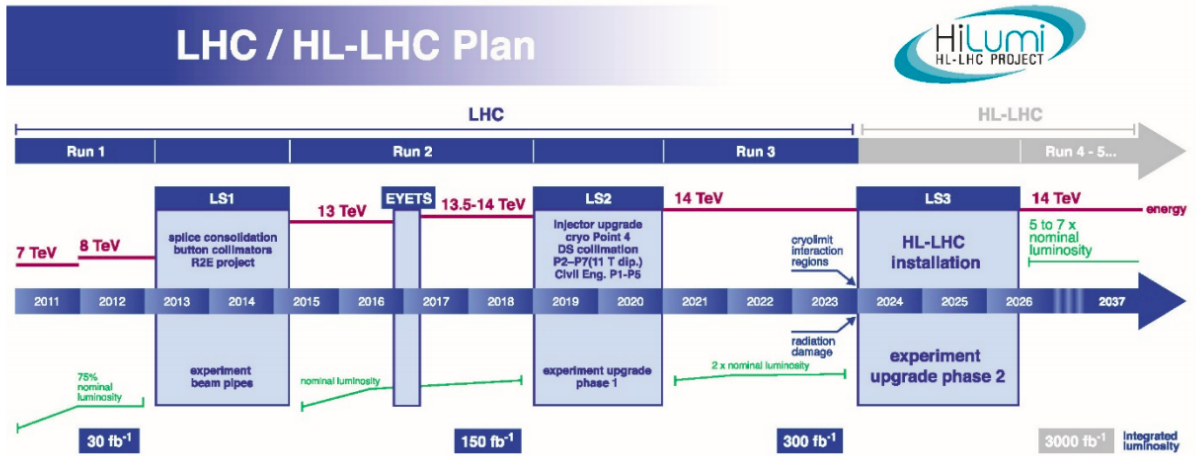 LHC / HL-LHC Plan
HiLumi
HL-LHC PROJECT
LHC
HL-LHC
Run 1
Run 2
Run 3
Run 4 - 5...
LS1
EYETS
LS2
LS3
7 TeV
8 TeV
13 TeV
13.5-14 TeV
14 TeV
14 TeV
energy
splice consolidation
button collimators
R2E project
injector upgrade
cryo Point 4
DS collimation
P2-P7(11 T dip.)
Civil Eng. P1-P5
cryolimit
interaction
regions
HL-LHC
installation
5 to 7 x
nominal
luminosity
2011 2012 2013 2014 2015 2016 2017 2018 2019 2020 2021 2022 2023 2024 2025 2026 2037
75%
nominal
luminosity
experiment
beam pipes
nominal luminosity
experiment upgrade
phase 1
2 x nominal luminosity
radiation
damage
experiment
upgrade phase 2
30 fb⁻¹
150 fb⁻¹
300 fb⁻¹
3000 fb⁻¹
Integrated
luminosity